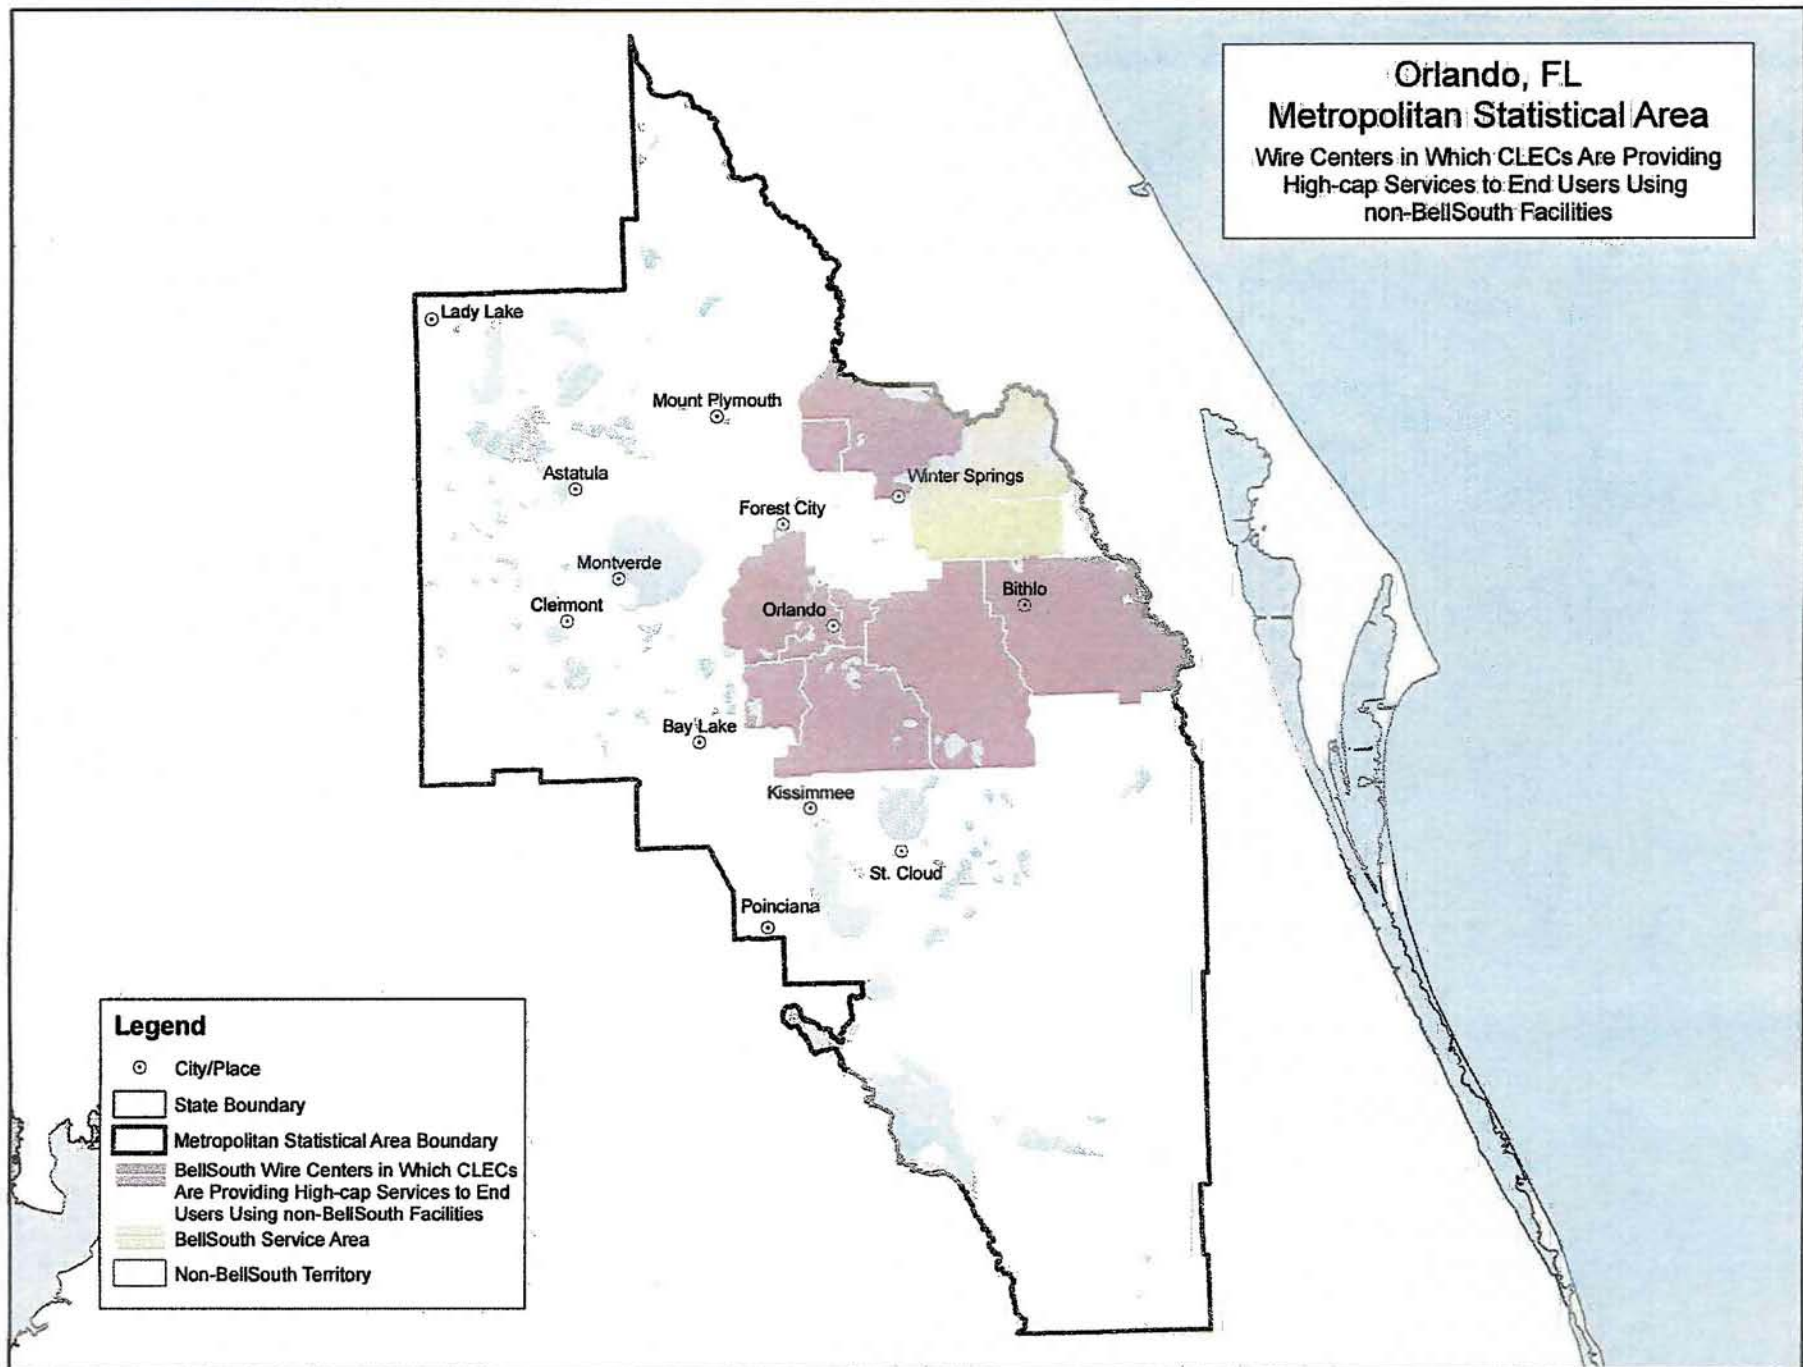 Orlando, FL
Metropolitan Statistical Area
Wire Centers in Which CLECs Are Providing
High-cap Services to End Users Using
non-BellSouth Facilities
Lady Lake
Mount Plymouth
Astatula
Winter Springs
Forest City
Montverde
Clermont
Orlando
Bithlo
Bay Lake
Kissimmee
St. Cloud
Poinciana
Legend
City/Place
State Boundary
Metropolitan Statistical Area Boundary
BellSouth Wire Centers in Which CLECs
Are Providing High-cap Services to End
Users Using non-BellSouth Facilities
BellSouth Service Area
Non-BellSouth Territory